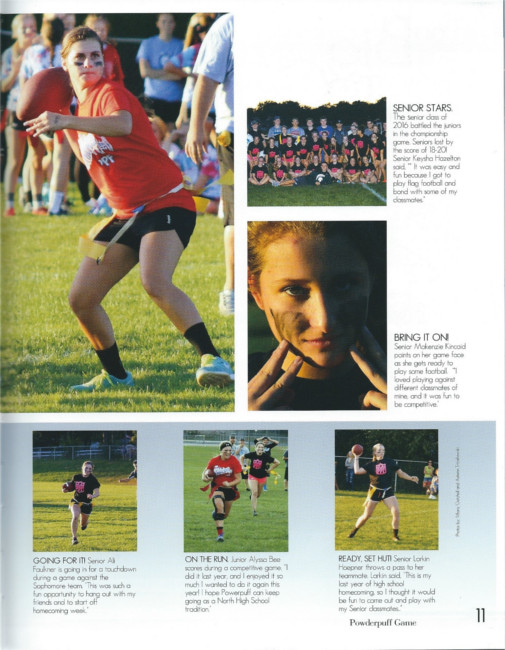 SENIOR STARS.
The senior class of
2016 battled the juniors
in the championship
game. Seniors lost by
the score of 18-20!
Senior Keysha Hazelton
said, " It was easy and
fun because I got to
play flag football and
bond with some of my
classmates."
BRING IT ON!
Senior Makenzie Kincaid
paints on her game face
as she gets ready to
play some football. "I
loved playing against
different classmates of
mine, and it was fun to
be competitive."
GOING FOR IT! Senior Ali
Faulkner is going in for a touchdown
during a game against the
Sophomore team. "This was such a
fun opportunity to hang out with my
friends and to start off
homecoming week."
ON THE RUN. Junior Alyssa Bee
scores during a competitive game. "I
did it last year, and I enjoyed it so
much I wanted to do it again this
year! I hope Powerpuff can keep
going as a North High School
tradition."
READY, SET HUT! Senior Larkin
Hoepner throws a pass to her
teammate. Larkin said, "This is my
last year of high school
homecoming, so I thought it would
be fun to come out and play with
my Senior classmates."
Powderpuff Game
11